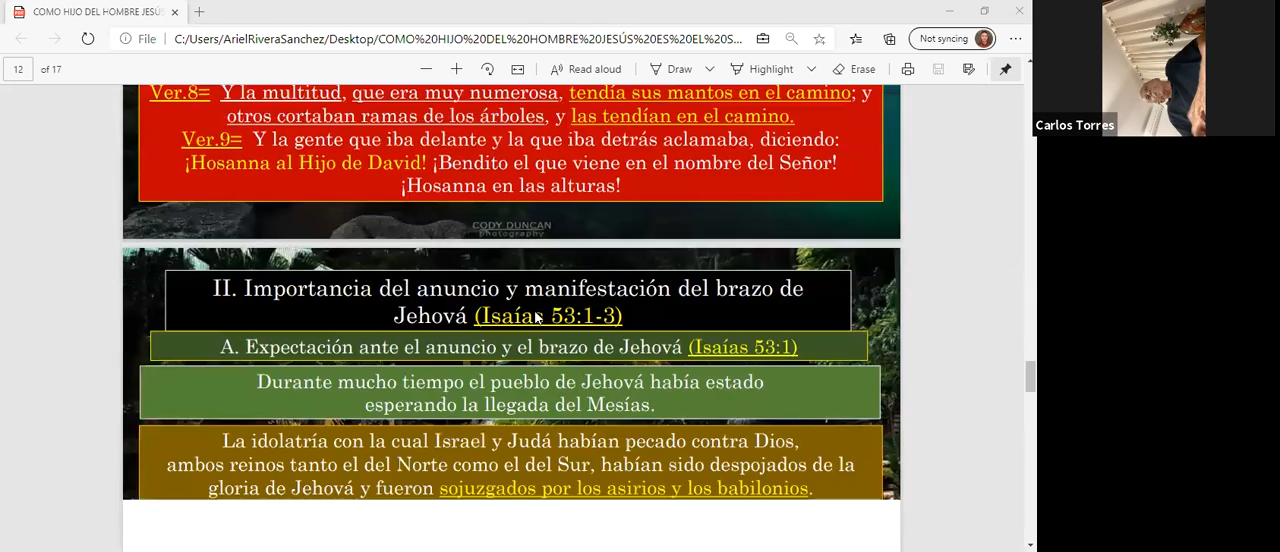 COMO HIJO DEL HOMBRE JESÚ
File C:/Users/ArielRiveraSanchez/Desktop/COMO%20HIJO%20DEL%20HOMBRE%20JESÚS%20ES%20EL%20S... Not syncing
12 of 17 Read aloud Draw Highlight Erase
Ver.8= Y la multitud, que era muy numerosa, tendía sus mantos en el camino; y
otros cortaban ramas de los árboles, y las tendían en el camino.
Ver.9= Y la gente que iba delante y la que iba detrás aclamaba, diciendo:
¡Hosanna al Hijo de David! ¡Bendito el que viene en el nombre del Señor!
¡Hosanna en las alturas!
CODY DUNCAN
photography
II. Importancia del anuncio y manifestación del brazo de
Jehová (Isaías 53:1-3)
A. Expectación ante el anuncio y el brazo de Jehová (Isaías 53:1)
Durante mucho tiempo el pueblo de Jehová había estado
esperando la llegada del Mesías.
La idolatría con la cual Israel y Judá habían pecado contra Dios,
ambos reinos tanto el del Norte como el del Sur, habían sido despojados de la
gloria de Jehová y fueron sojuzgados por los asirios y los babilonios.
Carlos Torres